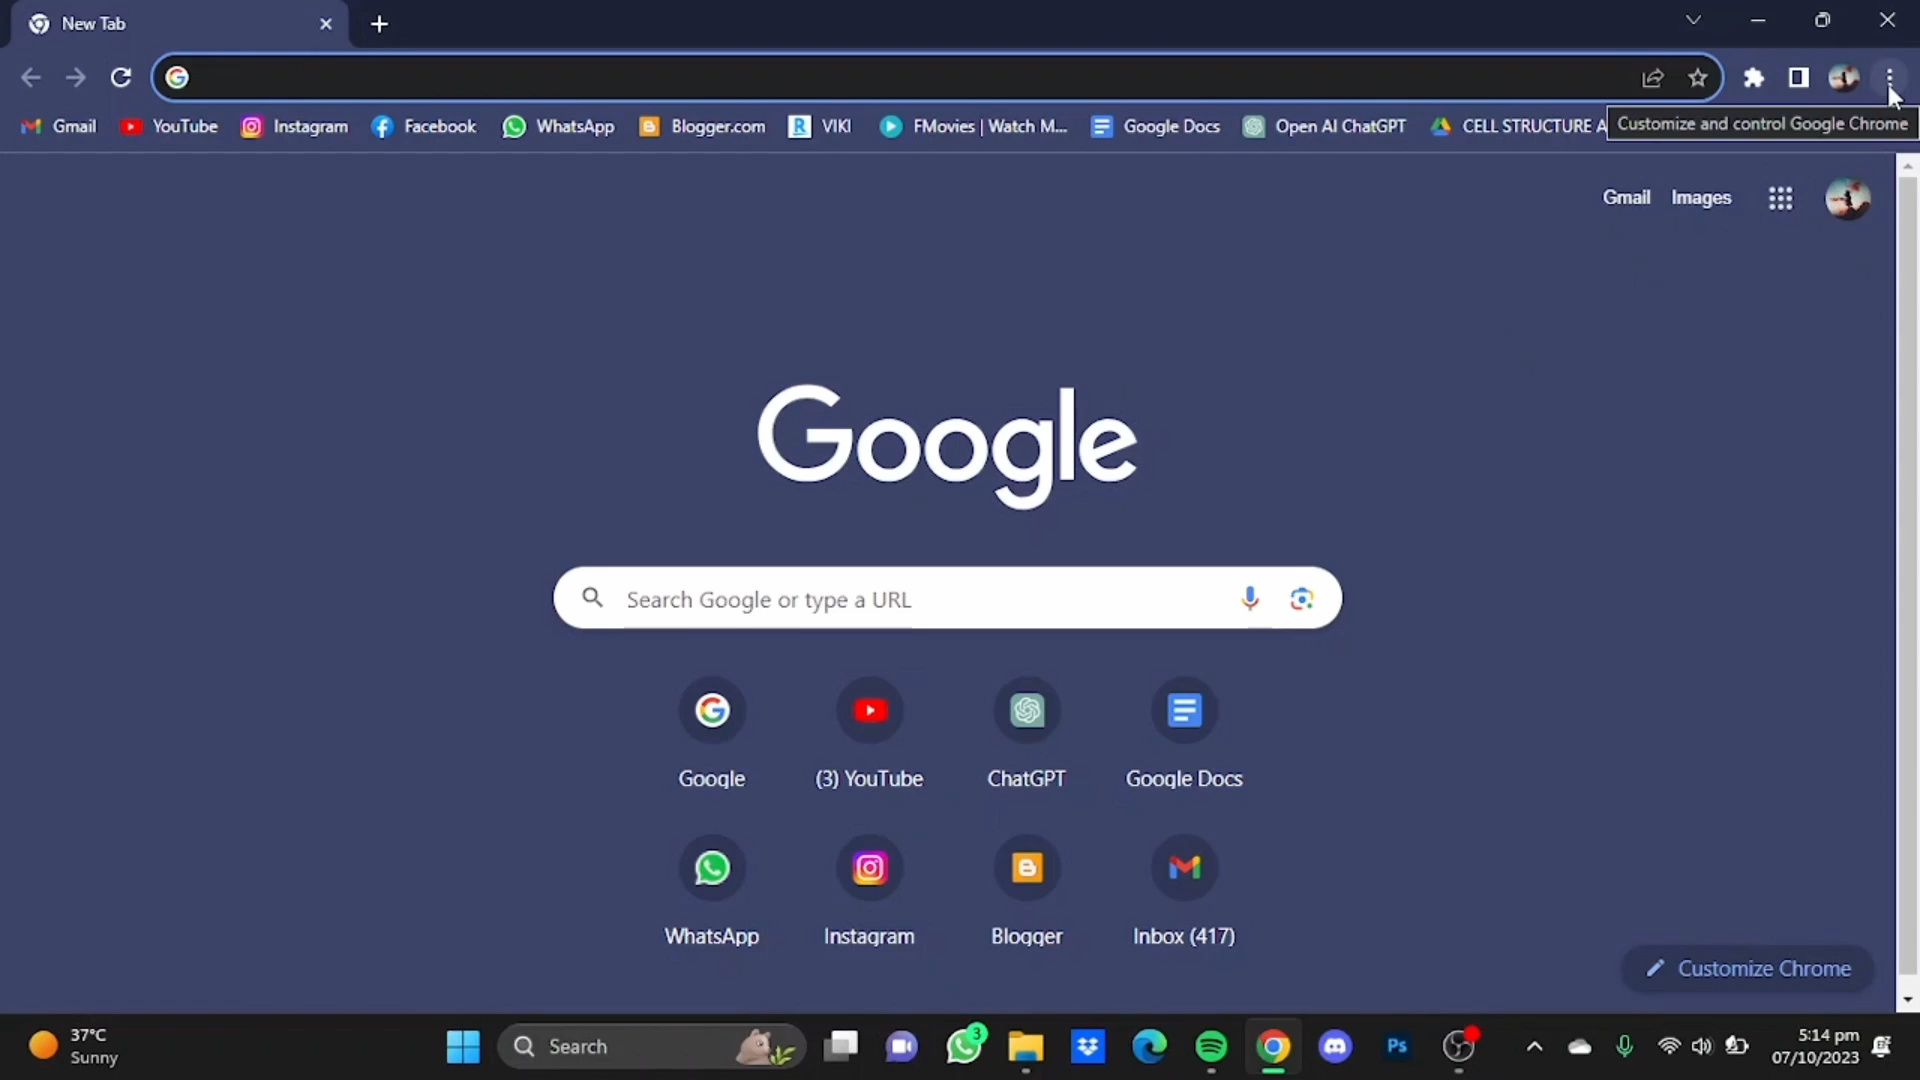 New Tab
Gmail YouTube Instagram Facebook WhatsApp Blogger.com VIKI FMovies | Watch M... Google Docs Open AI ChatGPT CELL STRUCTURE A
Customize and control Google Chrome
Gmail Images
Google
Search Google or type a URL
Google (3) YouTube ChatGPT Google Docs
WhatsApp Instagram Blogger Inbox (417)
Customize Chrome
37°C
Sunny
Search
3
Ps
5:14 pm
07/10/2023